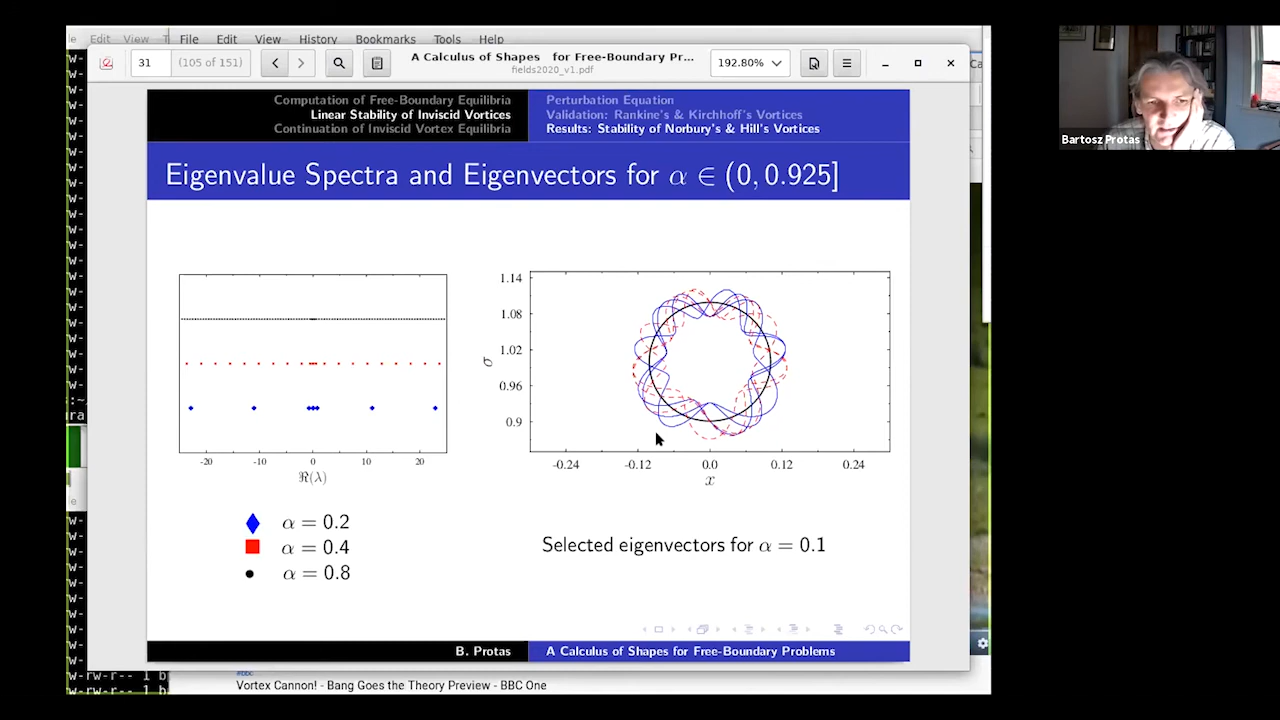 le Edit View T File Edit View History Bookmarks Tools Help
31 (105 of 151) A Calculus of Shapes for Free-Boundary Pr... 192.80%
fields2020_v1.pdf
Bartosz Protas
Computation of Free-Boundary Equilibria
Linear Stability of Inviscid Vortices
Continuation of Inviscid Vortex Equilibria
Perturbation Equation
Validation: Rankine's & Kirchhoff's Vortices
Results: Stability of Norbury's & Hill's Vortices
Eigenvalue Spectra and Eigenvectors for α ∈ (0, 0.925]
-20 -10 0 10 20
ℜ(λ)
1.14
1.08
1.02
0.96
0.9
σ
-0.24 -0.12 0.0 0.12 0.24
x
α = 0.2
α = 0.4
α = 0.8
Selected eigenvectors for α = 0.1
B. Protas A Calculus of Shapes for Free-Boundary Problems
w-rw-r-- 1 b
w-rw-r-- 1 b
Vortex Cannon! - Bang Goes the Theory Preview - BBC One